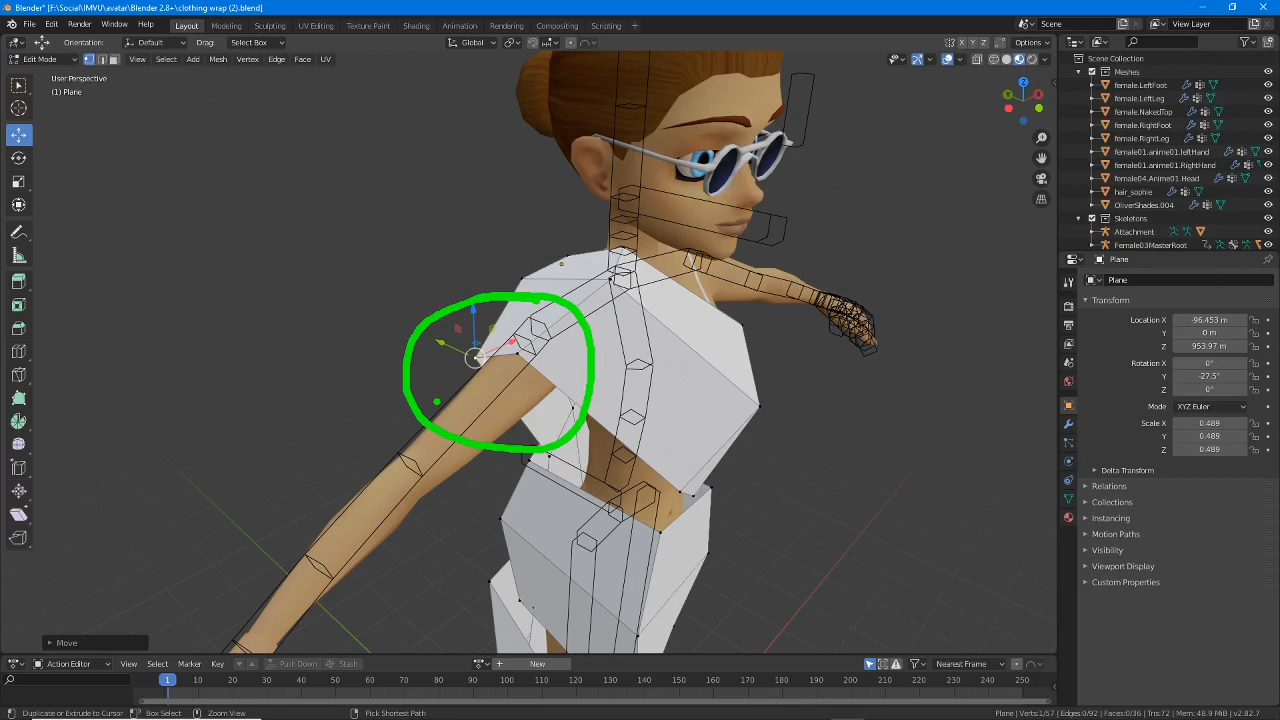 Blender* [F:\Social\IMVU\avatar\Blender 2.8+\clothing wrap (2).blend]
File Edit Render Window Help Layout Modeling Sculpting UV Editing Texture Paint Shading Animation Rendering Compositing Scripting + Scene View Layer
Orientation: Default Drag: Select Box Global X Y Z Options
Edit Mode View Select Add Mesh Vertex Edge Face UV
User Perspective
(1) Plane
Z
Y
X
Move
Scene Collection
Meshes
female.LeftFoot
female.LeftLeg
female.NakedTop
female.RightFoot
female.RightLeg
female01.anime01.leftHand
female01.anime01.RightHand
female04.Anime01.Head
hair_sophie
OliverShades.004
Skeletons
Attachment
Female03MasterRoot
Plane
Plane
Transform
Location X -96.453 m
Y 0 m
Z 953.97 m
Rotation X 0°
Y -27.5°
Z 0°
Mode XYZ Euler
Scale X 0.489
Y 0.489
Z 0.489
Delta Transform
Relations
Collections
Instancing
Motion Paths
Visibility
Viewport Display
Custom Properties
Action Editor View Select Marker Key Push Down Stash + New Nearest Frame
1 10 20 30 40 50 60 70 80 90 100 110 120 130 140 150 160 170 180 190 200 210 220 230 240 250
Duplicate or Extrude to Cursor Box Select Zoom View Pick Shortest Path Plane | Verts:1/57 | Edges:0/92 | Faces:0/36 | Tris:72 | Mem: 48.9 MiB | v2.82.7